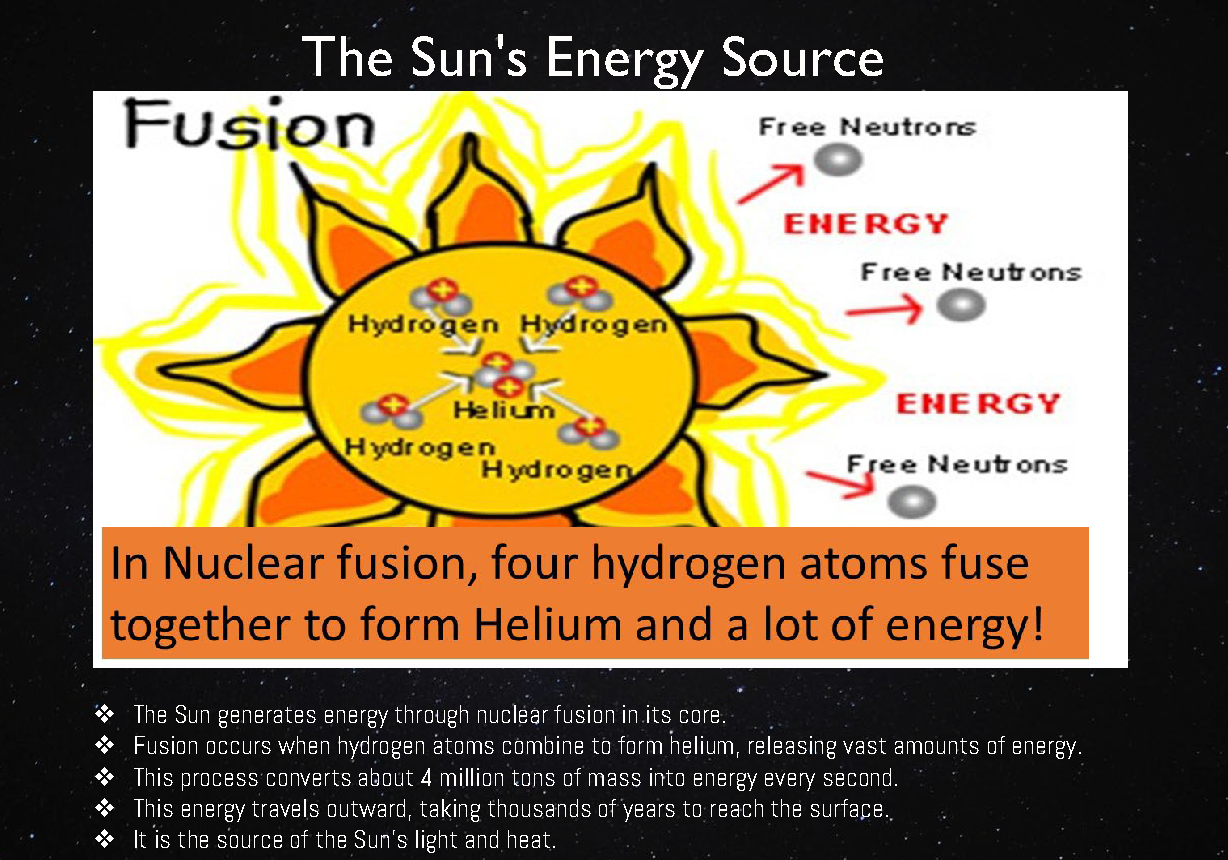 The Sun's Energy Source
Fusion
Free Neutrons
ENERGY
Free Neutrons
Hydrogen Hydrogen
Helium
ENERGY
Hydrogen
Free Neutrons
Hydrogen
In Nuclear fusion, four hydrogen atoms fuse
together to form Helium and a lot of energy!
❖ The Sun generates energy through nuclear fusion in its core.
❖ Fusion occurs when hydrogen atoms combine to form helium, releasing vast amounts of energy.
❖ This process converts about 4 million tons of mass into energy every second.
❖ This energy travels outward, taking thousands of years to reach the surface.
❖ It is the source of the Sun's light and heat.